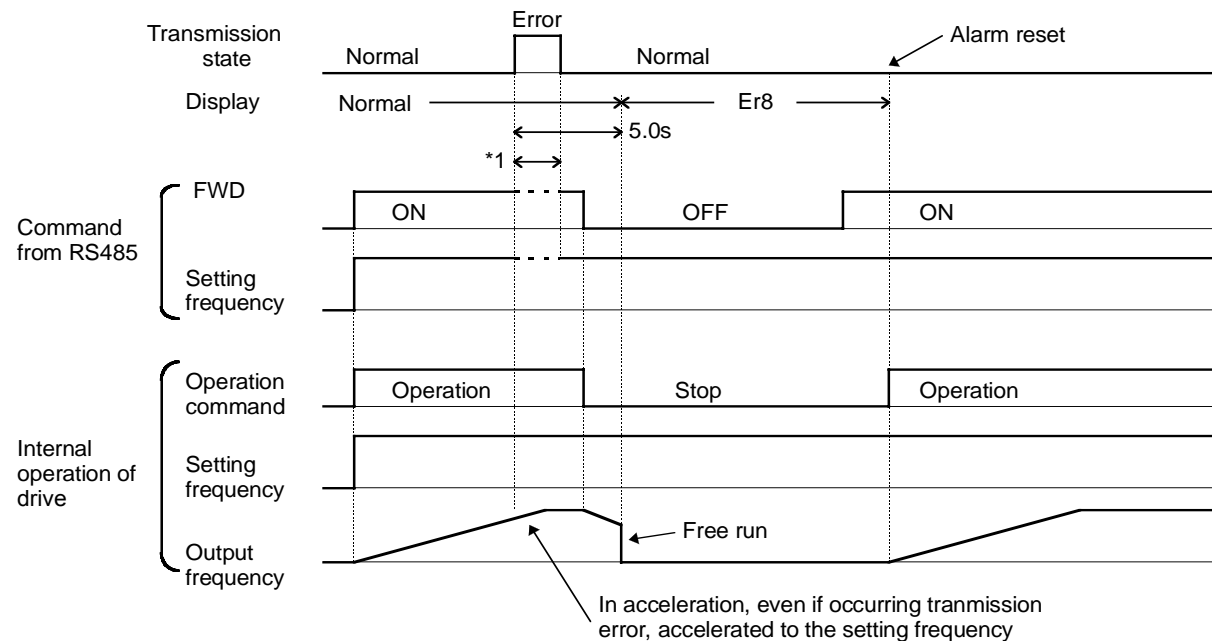 Error
Transmission
state
Normal
Normal
Alarm reset
Display
Normal
Er8
5.0s
*1
Command
from RS485
FWD
ON
OFF
ON
Setting
frequency
Internal
operation of
drive
Operation
command
Operation
Stop
Operation
Setting
frequency
Output
frequency
Free run
In acceleration, even if occurring tranmission
error, accelerated to the setting frequency